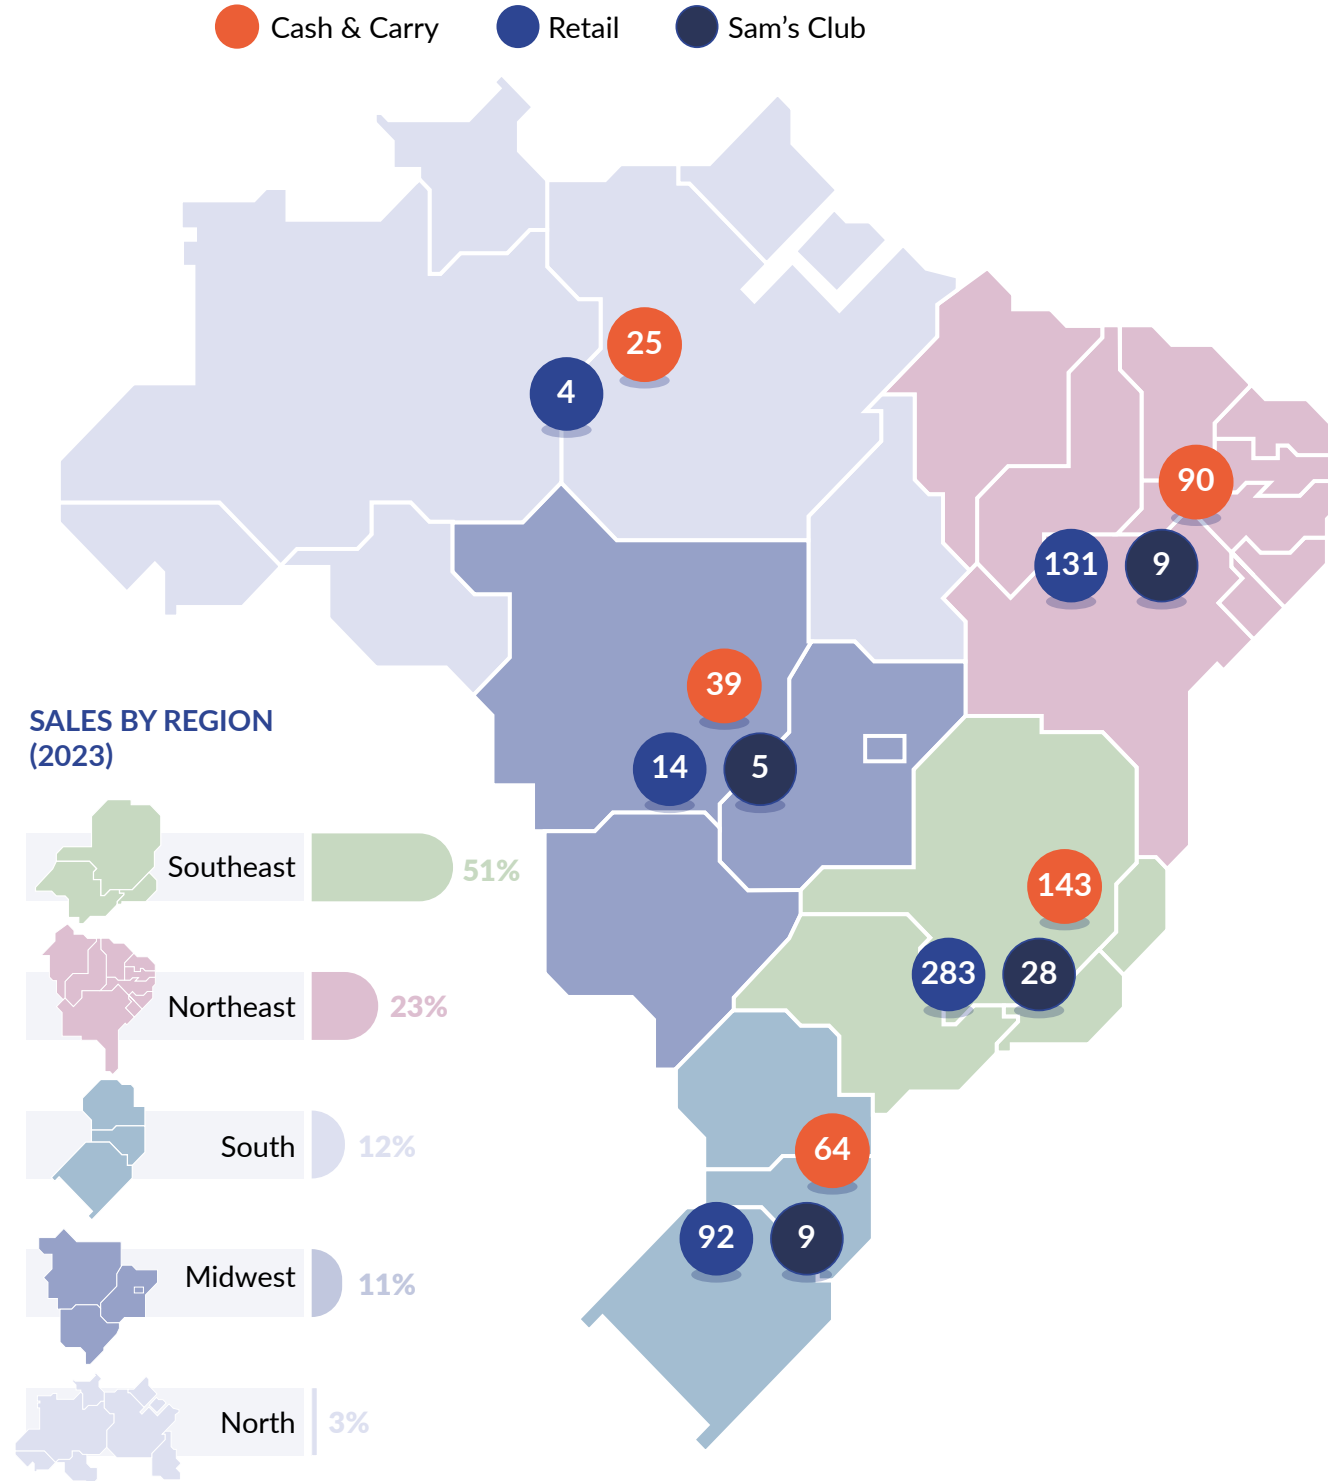 Cash & Carry
Retail
Sam's Club
25
4
90
131
9
39
14
5
143
283
28
64
92
9
SALES BY REGION
(2023)
Southeast
51%
Northeast
23%
South
12%
Midwest
11%
North
3%